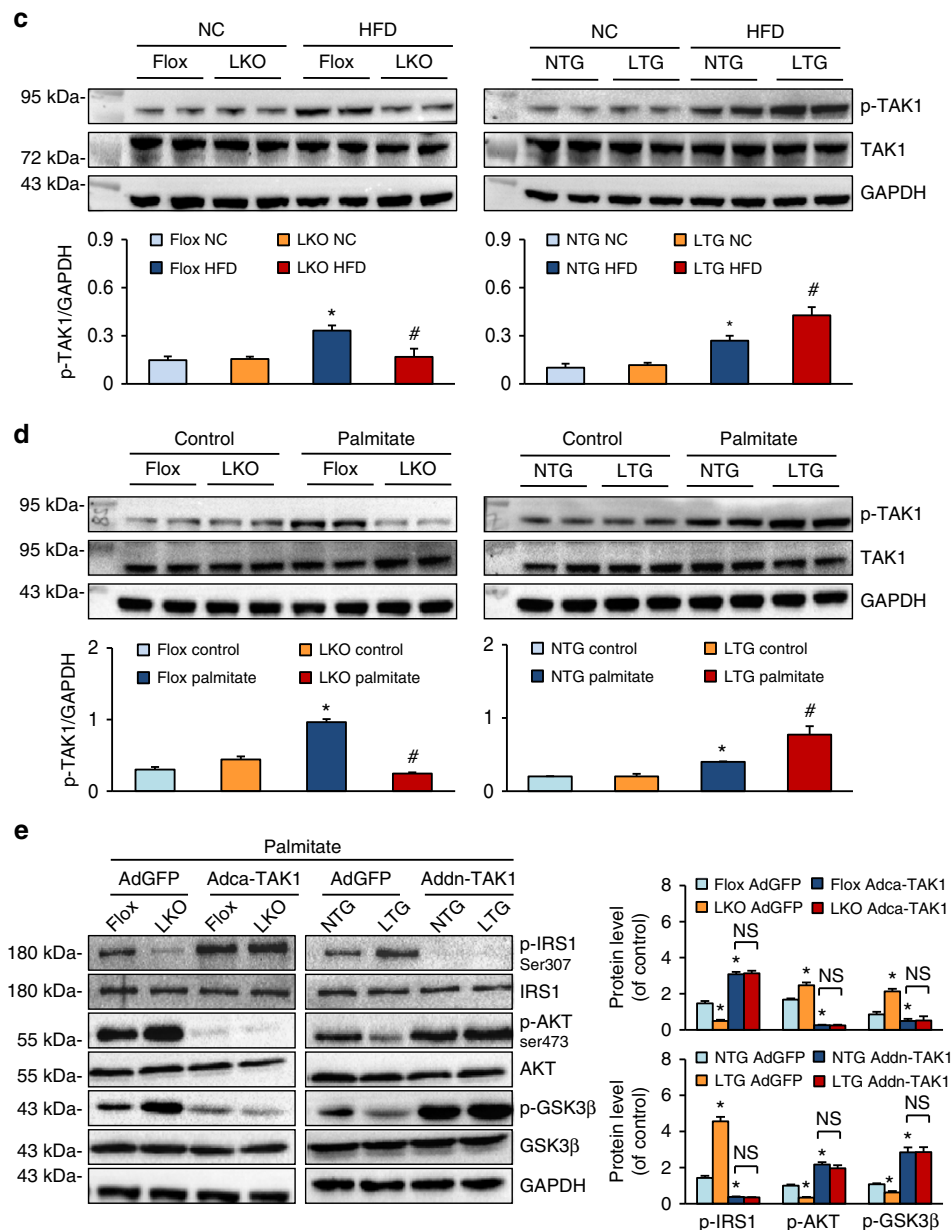 c
NC HFD NC HFD
Flox LKO Flox LKO NTG LTG NTG LTG
95 kDa- p-TAK1
72 kDa- TAK1
43 kDa- GAPDH
p-TAK1/GAPDH
0.9 0.6 0.3 0
Flox NC LKO NC
Flox HFD LKO HFD
* #
0.9 0.6 0.3 0
NTG NC LTG NC
NTG HFD LTG HFD
* #
d
Control Palmitate Control Palmitate
Flox LKO Flox LKO NTG LTG NTG LTG
95 kDa- p-TAK1
95 kDa- TAK1
43 kDa- GAPDH
p-TAK1/GAPDH
2 1 0
Flox control LKO control
Flox palmitate LKO palmitate
* #
2 1 0
NTG control LTG control
NTG palmitate LTG palmitate
* #
e
Palmitate
AdGFP Adca-TAK1 AdGFP Addn-TAK1
Flox LKO Flox LKO NTG LTG NTG LTG
180 kDa- p-IRS1
Ser307
180 kDa- IRS1
55 kDa- p-AKT
ser473
55 kDa- AKT
43 kDa- p-GSK3β
43 kDa- GSK3β
43 kDa- GAPDH
Protein level
(of control)
8 6 4 2 0
Flox AdGFP Flox Adca-TAK1
LKO AdGFP LKO Adca-TAK1
NS NS NS
* * * * * *
Protein level
(of control)
8 6 4 2 0
NTG AdGFP NTG Addn-TAK1
LTG AdGFP LTG Addn-TAK1
NS NS NS
* * * * * *
p-IRS1 p-AKT p-GSK3β